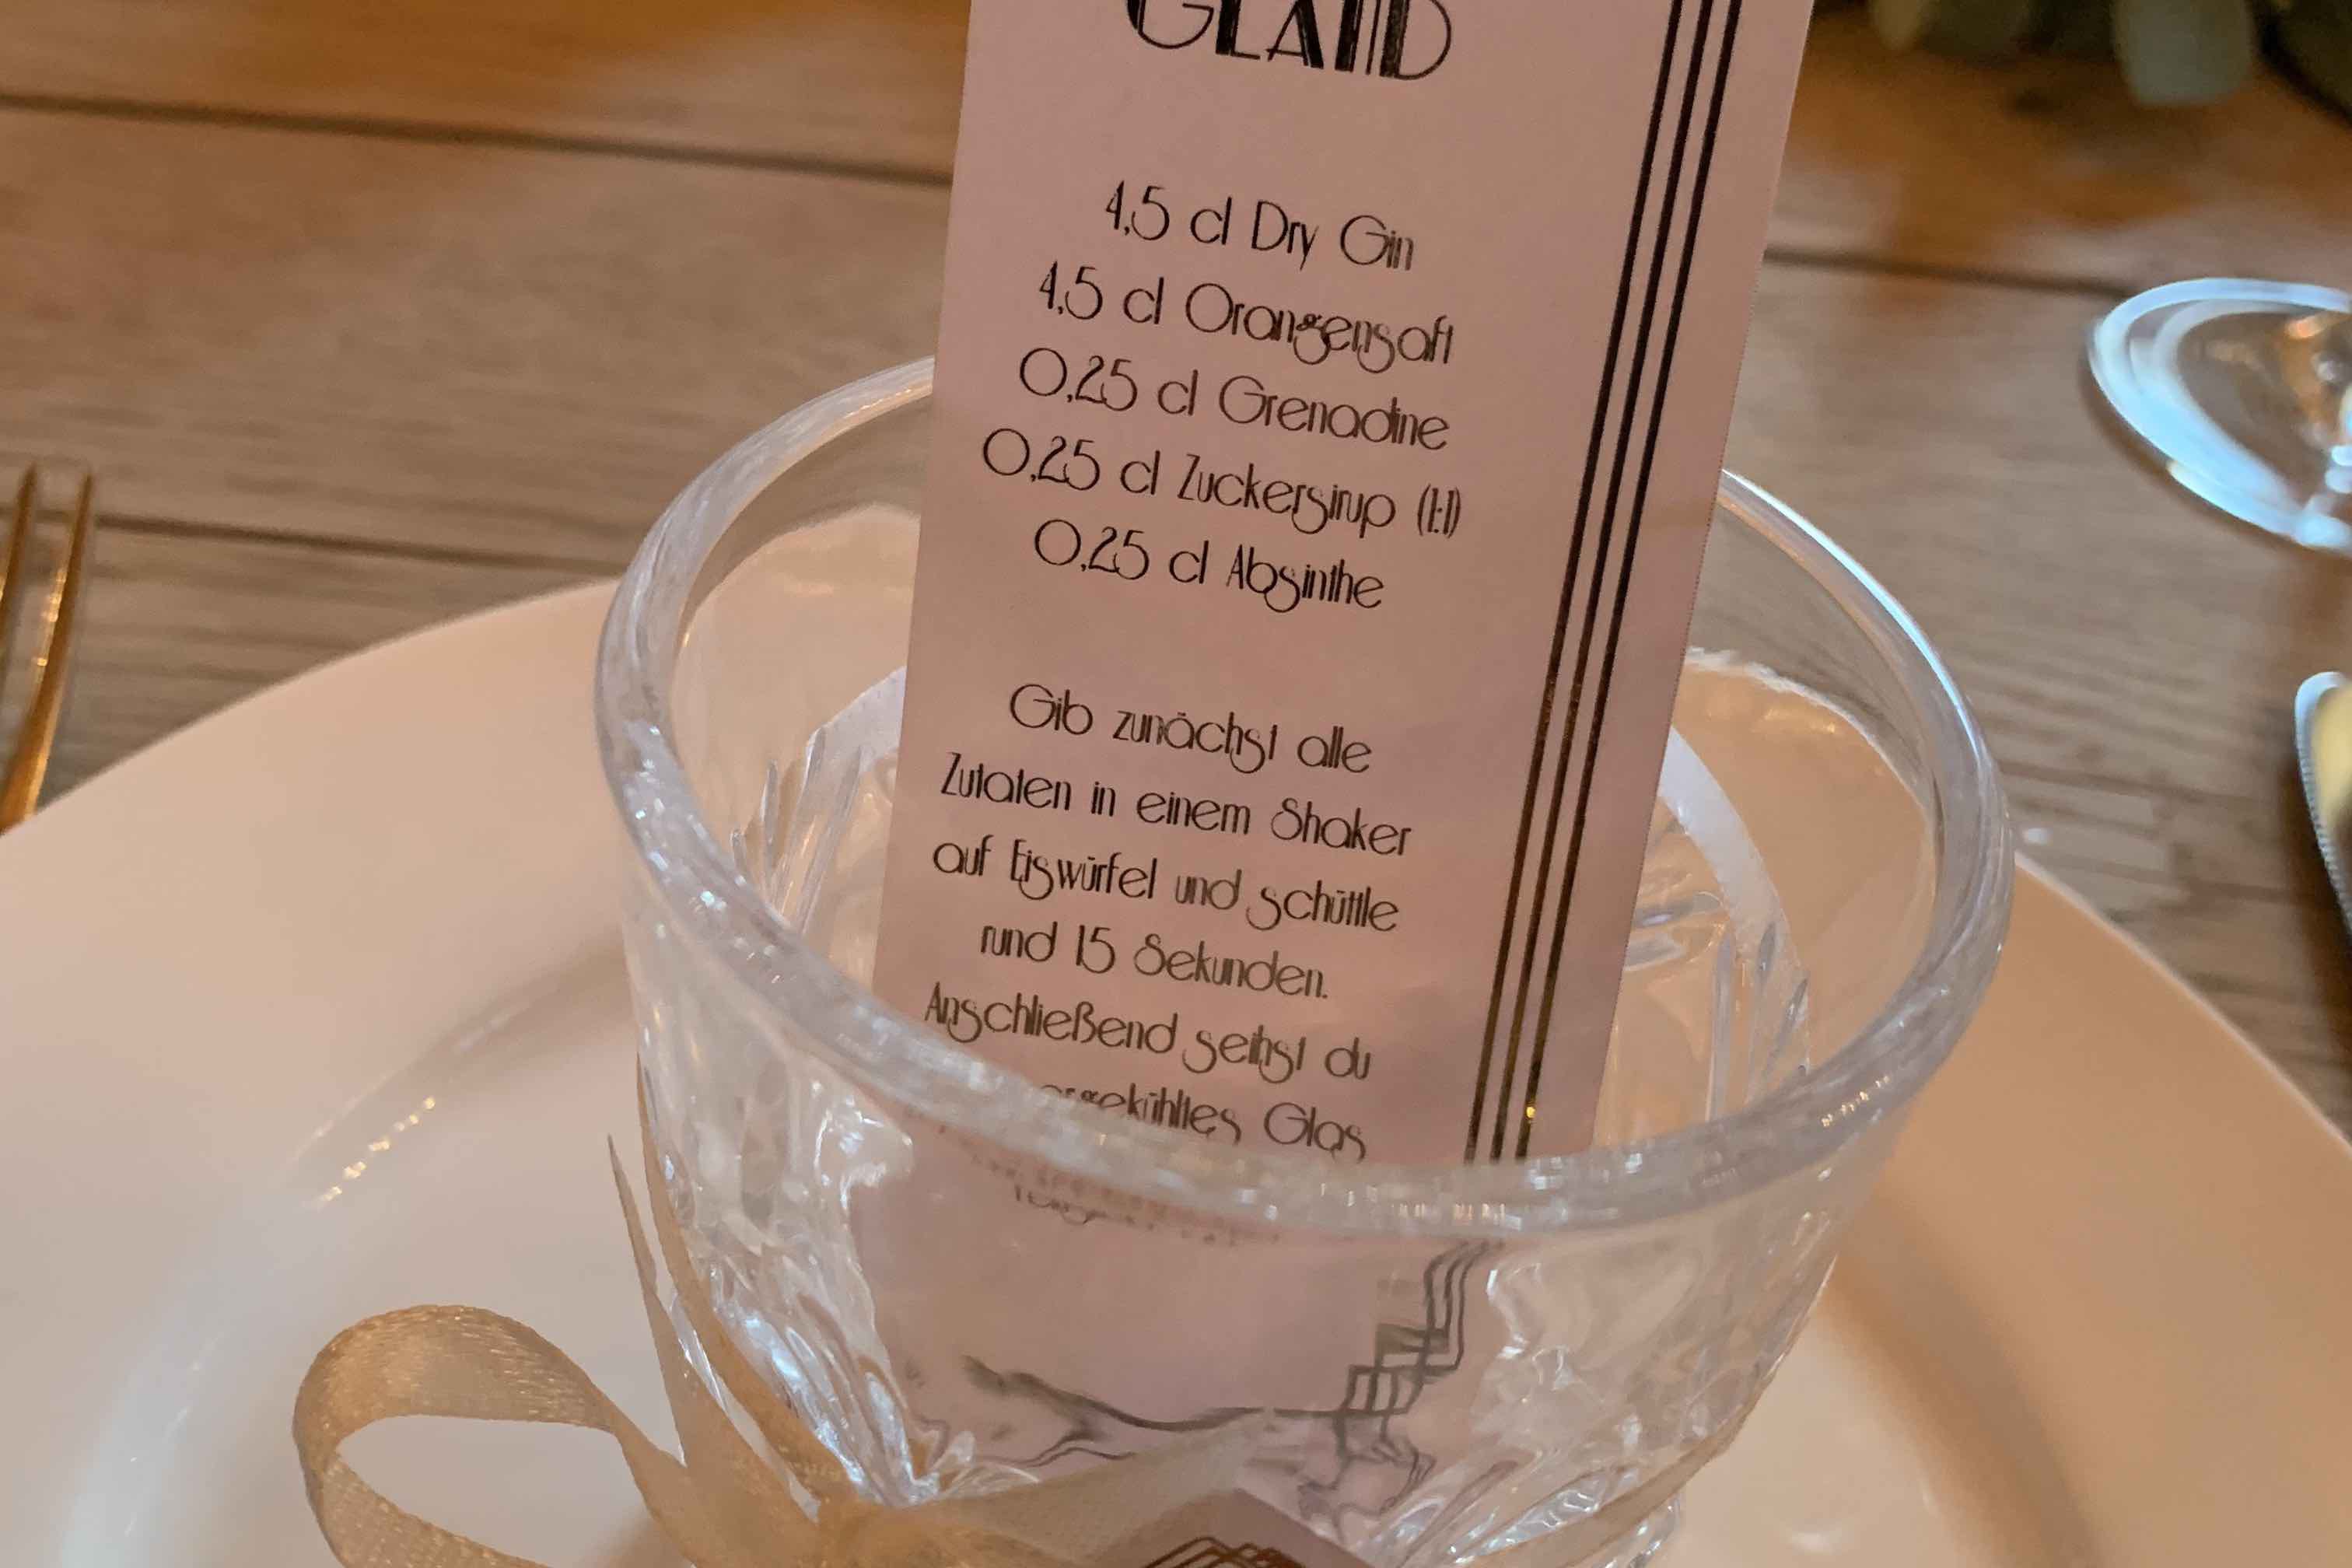 GLAND
4,5 cl Dry Gin
4,5 cl Orangensaft
0,25 cl Grenadine
0,25 cl Zuckersirup (1:1)
0,25 cl Absinthe
Gib zunächst alle
Zutaten in einem Shaker
auf Eiswürfel und schüttle
rund 15 Sekunden.
Anschließend seihst du
Glas